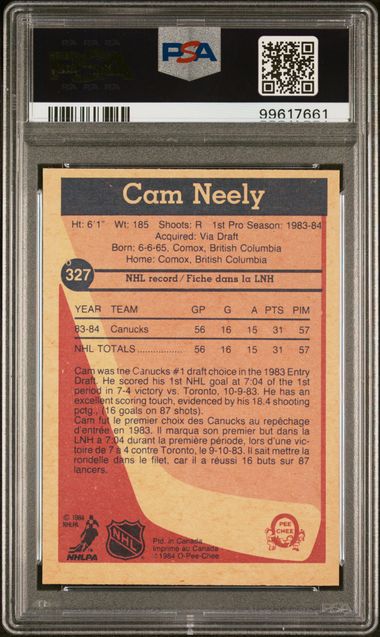 PSA
99617661
Cam Neely
Ht: 6'1" Wt: 185 Shoots: R 1st Pro Season: 1983-84
Acquired: Via Draft
Born: 6-6-65, Comox, British Columbia
Home: Comox, British Columbia
327
NHL record / Fiche dans la LNH
YEAR TEAM GP G A PTS PIM
83-84 Canucks 56 16 15 31 57
NHL TOTALS ................. 56 16 15 31 57
Cam was the Canucks #1 draft choice in the 1983 Entry
Draft. He scored his 1st NHL goal at 7:04 of the 1st
period in 7-4 victory vs. Toronto, 10-9-83. He has an
excellent scoring touch, evidenced by his 18.4 shooting
pctg., (16 goals on 87 shots).
Cam fut le premier choix des Canucks au repêchage
d'entrée en 1983. Il marqua son premier but dans la
LNH à 7:04 durant la première période, lors d'une vic-
toire de 7 à 4 contre Toronto, le 9-10-83. Il sait mettre la
rondelle dans le filet, car il a réussi 16 buts sur 87
lancers.
© 1984
NHLPA
NHLPA
NHL
Ptd. in Canada
Imprimé au Canada
©1984 O-Pee-Chee
O
PEE
CHEE
PSA